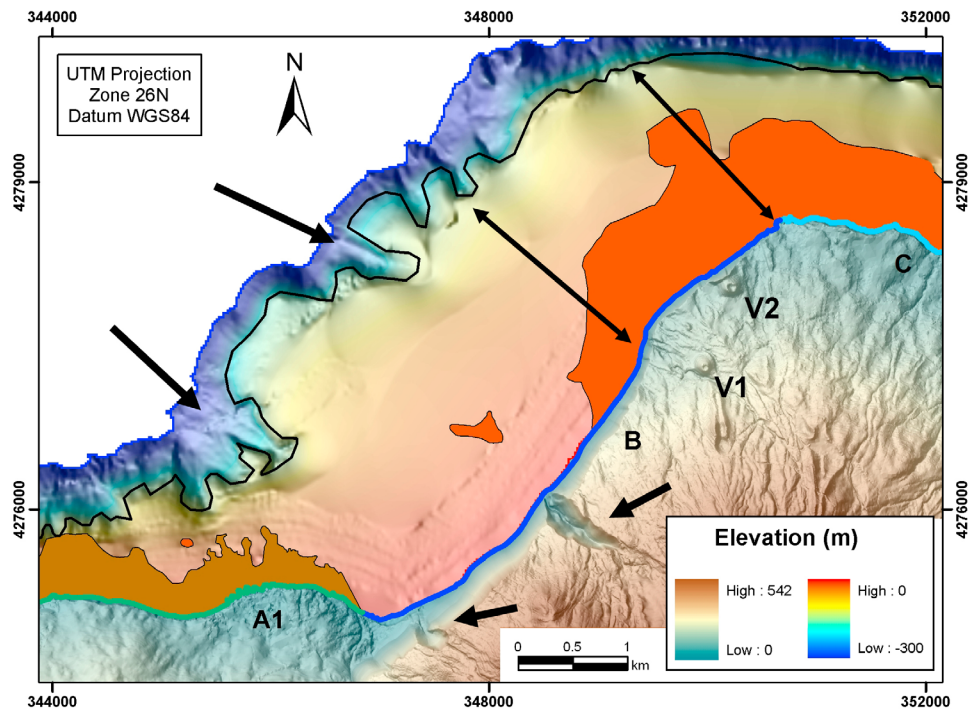 344000
348000
352000
UTM Projection
Zone 26N
Datum WGS84
N
4279000
4279000
C
V2
V1
B
4276000
4276000
A1
Elevation (m)
High : 542
Low : 0
High : 0
Low : -300
0
0.5
1
km
344000
348000
352000